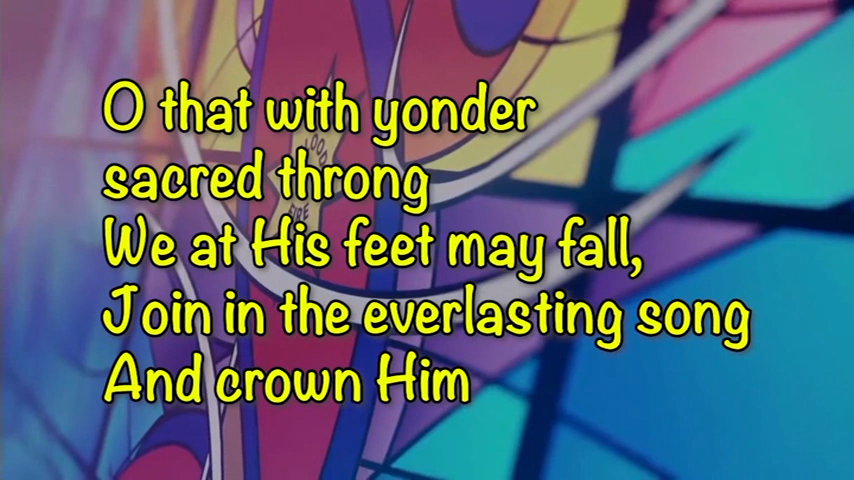 O that with yonder
sacred throng
We at His feet may fall,
Join in the everlasting song
And crown Him